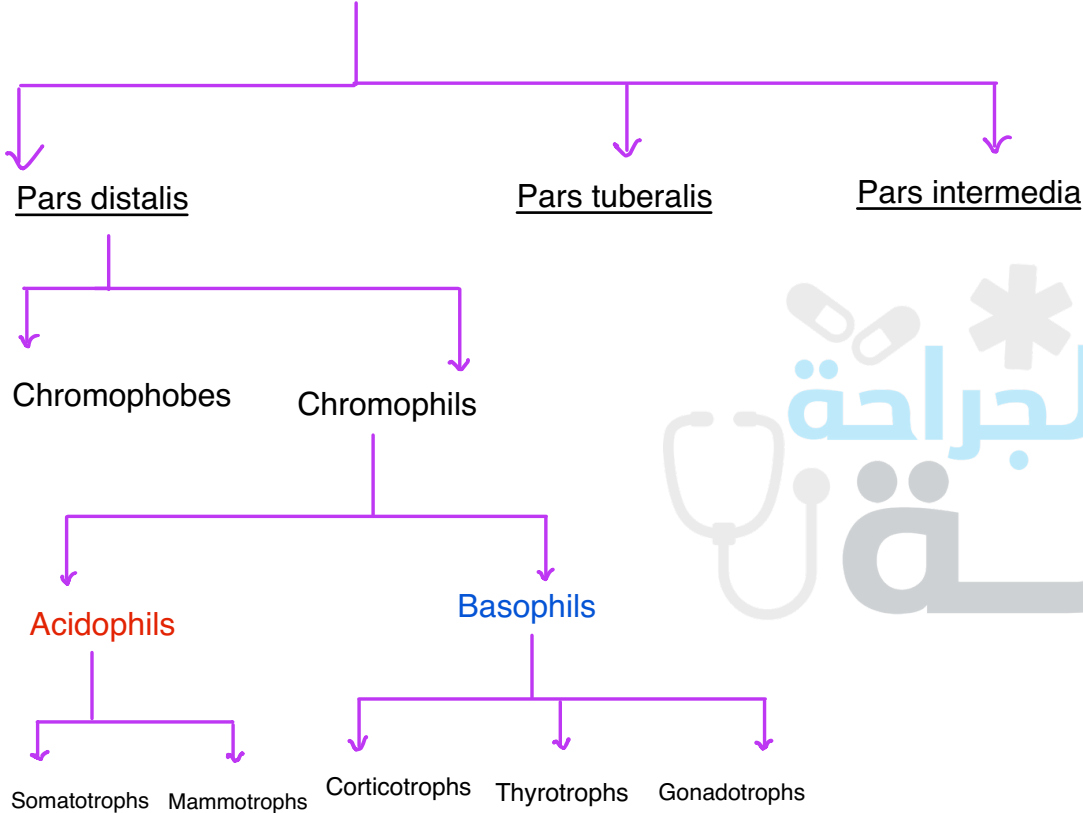 Pars distalis
Pars tuberalis
Pars intermedia
Chromophobes
Chromophils
الجراحة
Acidophils
Basophils
Somatotrophs
Mammotrophs
Corticotrophs
Thyrotrophs
Gonadotrophs